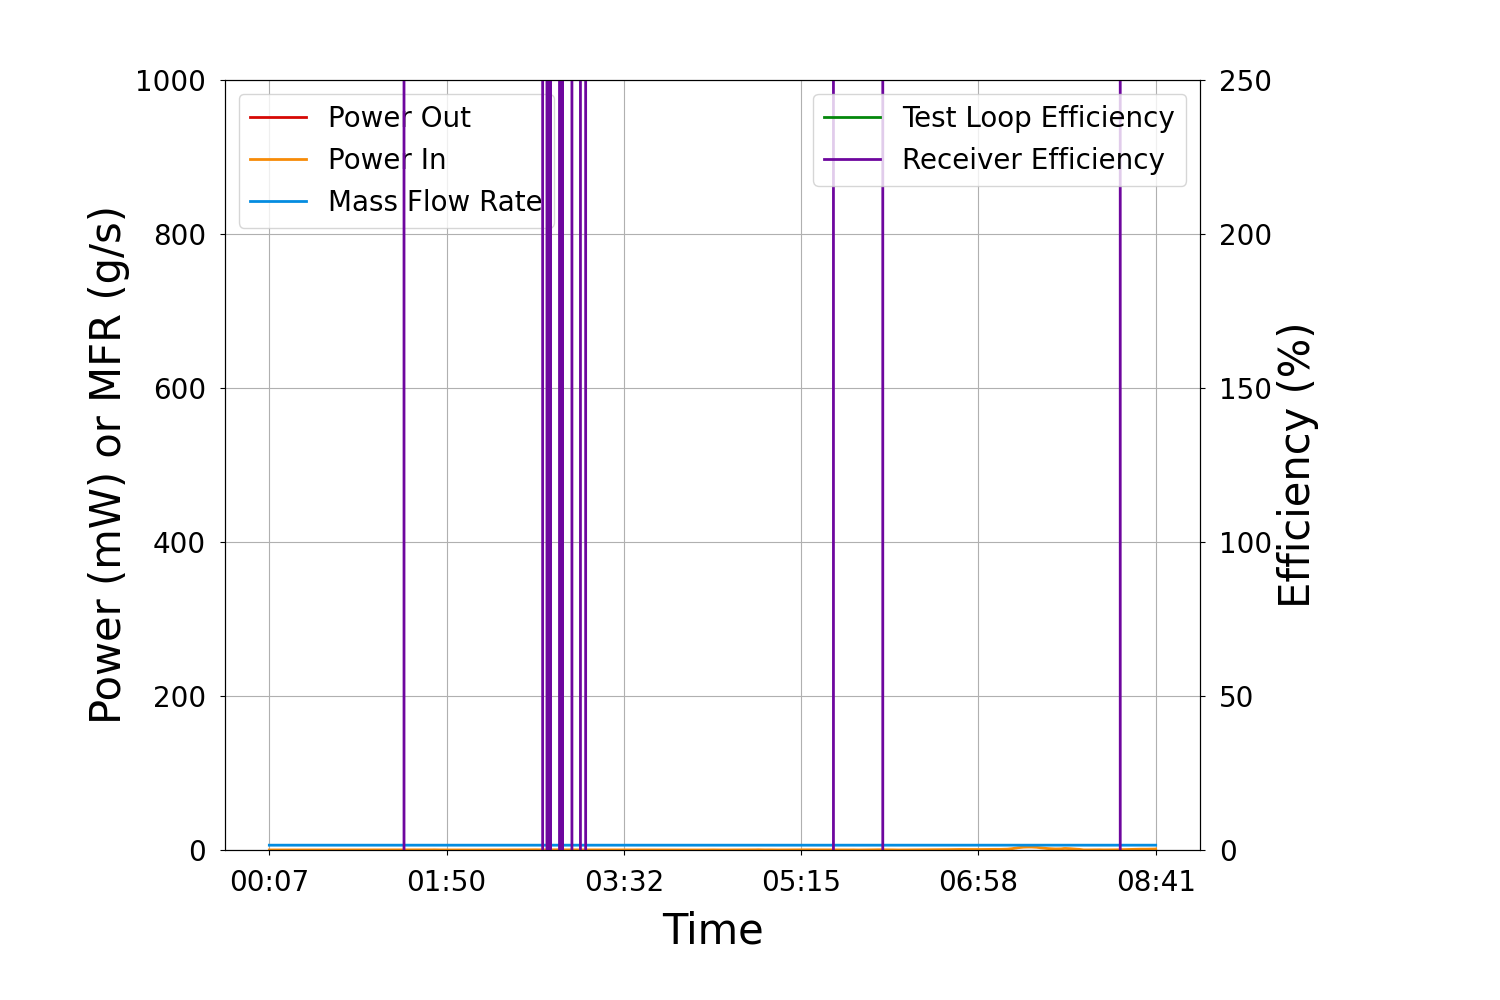 1000
800
600
400
200
0
Power (mW) or MFR (g/s)
Power Out
Power In
Mass Flow Rate
Test Loop Efficiency
Receiver Efficiency
250
200
150
100
50
0
Efficiency (%)
00:07 01:50 03:32 05:15 06:58 08:41
Time